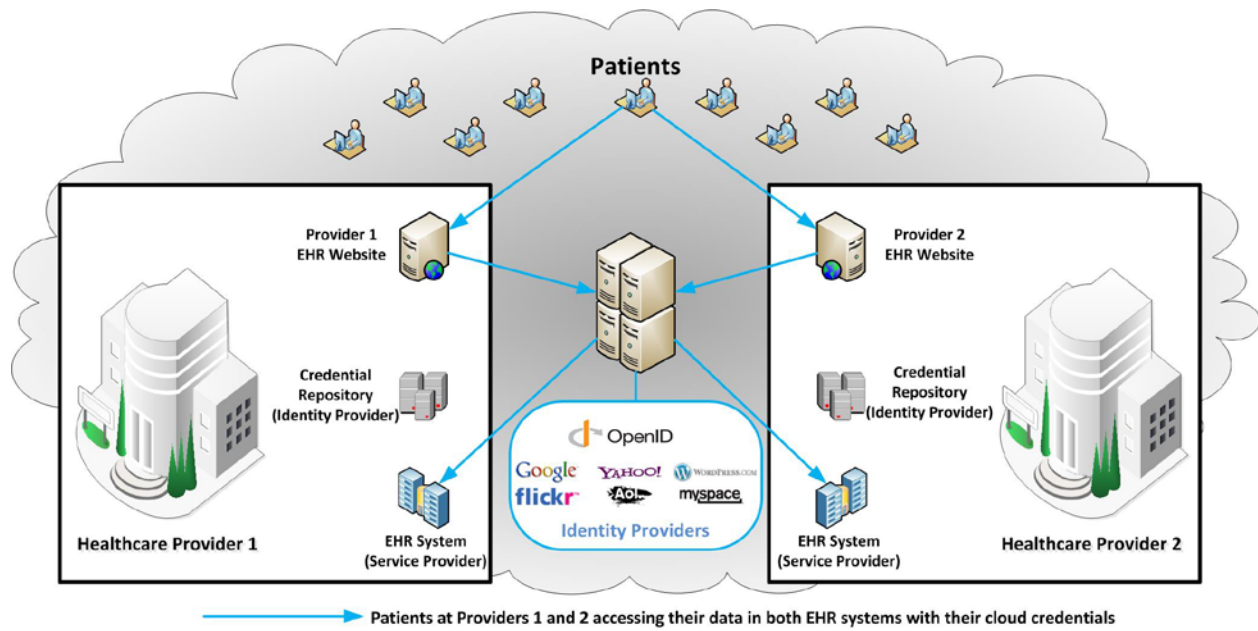 Patients
Provider 1
EHR Website
Provider 2
EHR Website
Credential
Repository
(Identity Provider)
Credential
Repository
(Identity Provider)
OpenID
Google YAHOO! WORDPRESS.COM
flickr Aol myspace
Identity Providers
EHR System
(Service Provider)
EHR System
(Service Provider)
Healthcare Provider 1
Healthcare Provider 2
Patients at Providers 1 and 2 accessing their data in both EHR systems with their cloud credentials